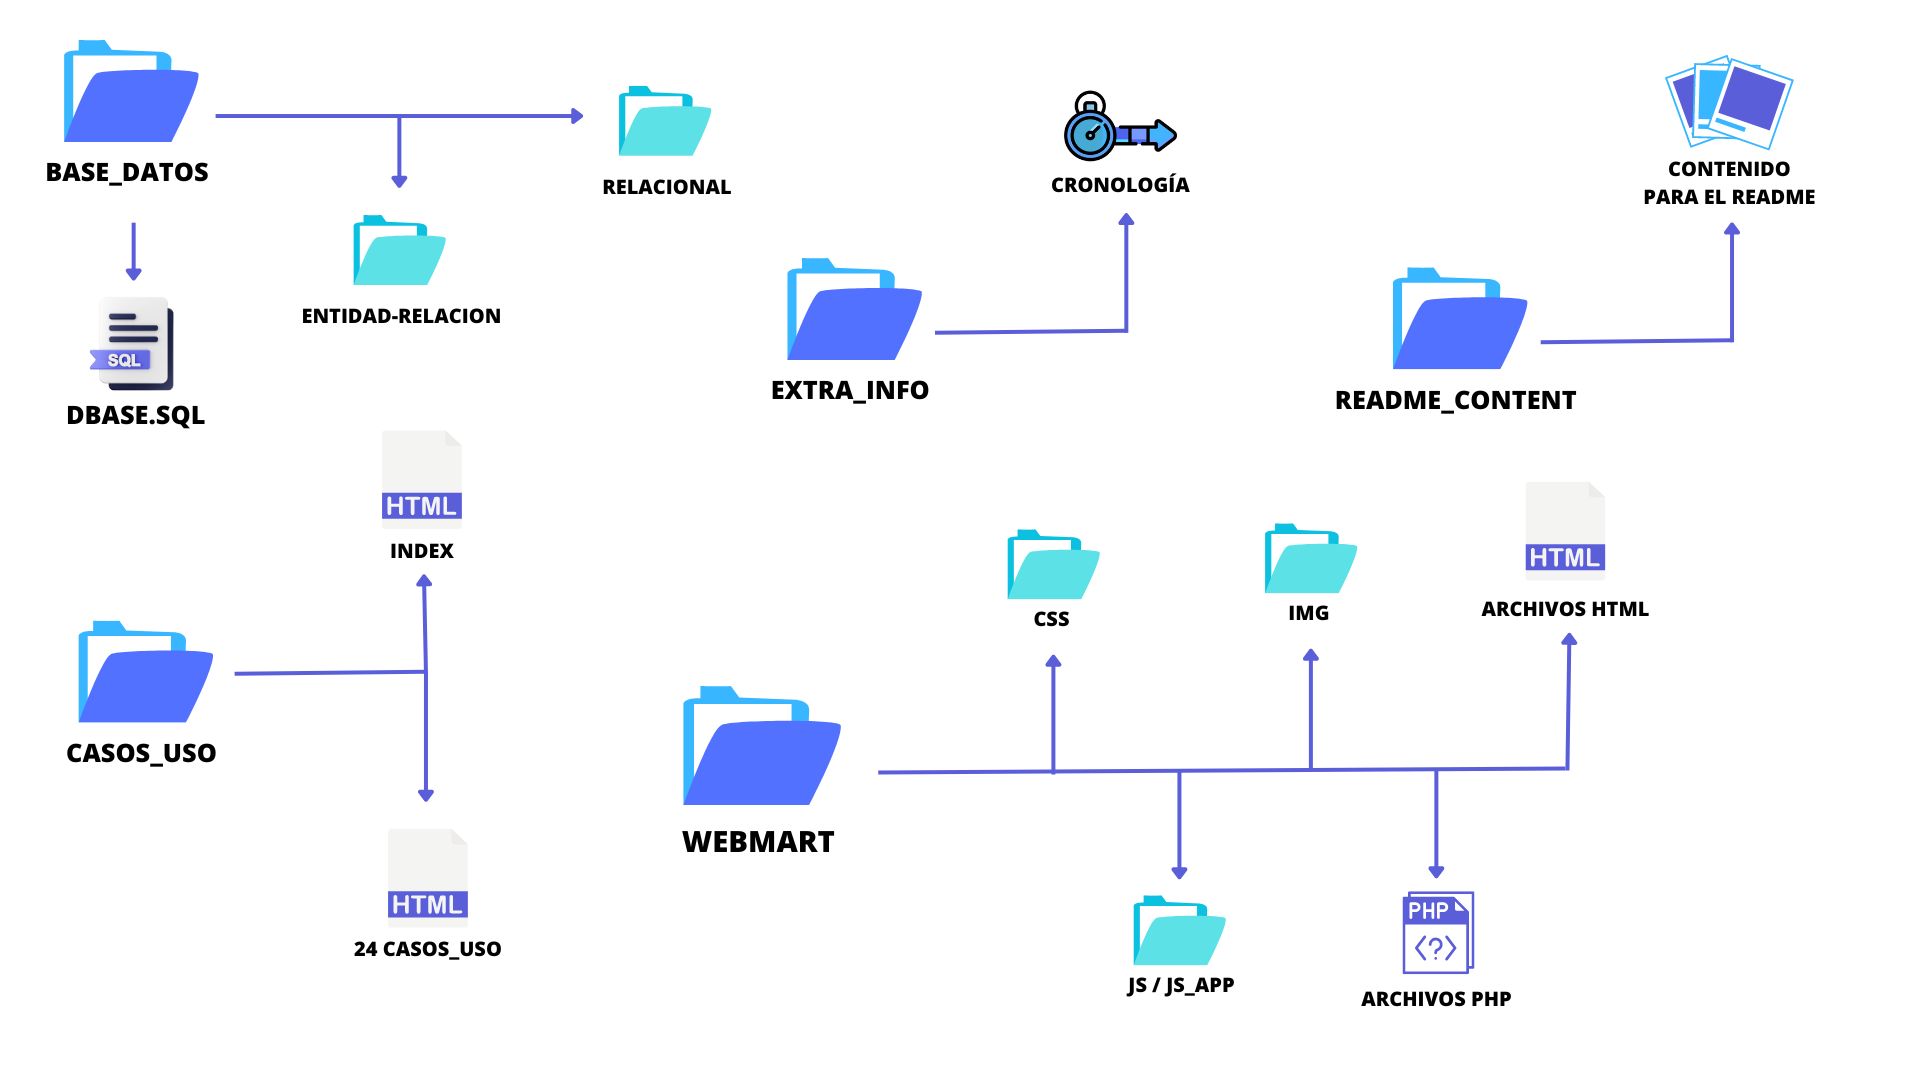 BASE_DATOS
RELACIONAL
ENTIDAD-RELACION
SQL
DBASE.SQL
CRONOLOGÍA
EXTRA_INFO
CONTENIDO
PARA EL README
README_CONTENT
HTML
INDEX
CASOS_USO
HTML
24 CASOS_USO
CSS
IMG
HTML
ARCHIVOS HTML
WEBMART
JS / JS_APP
PHP
<?>
ARCHIVOS PHP